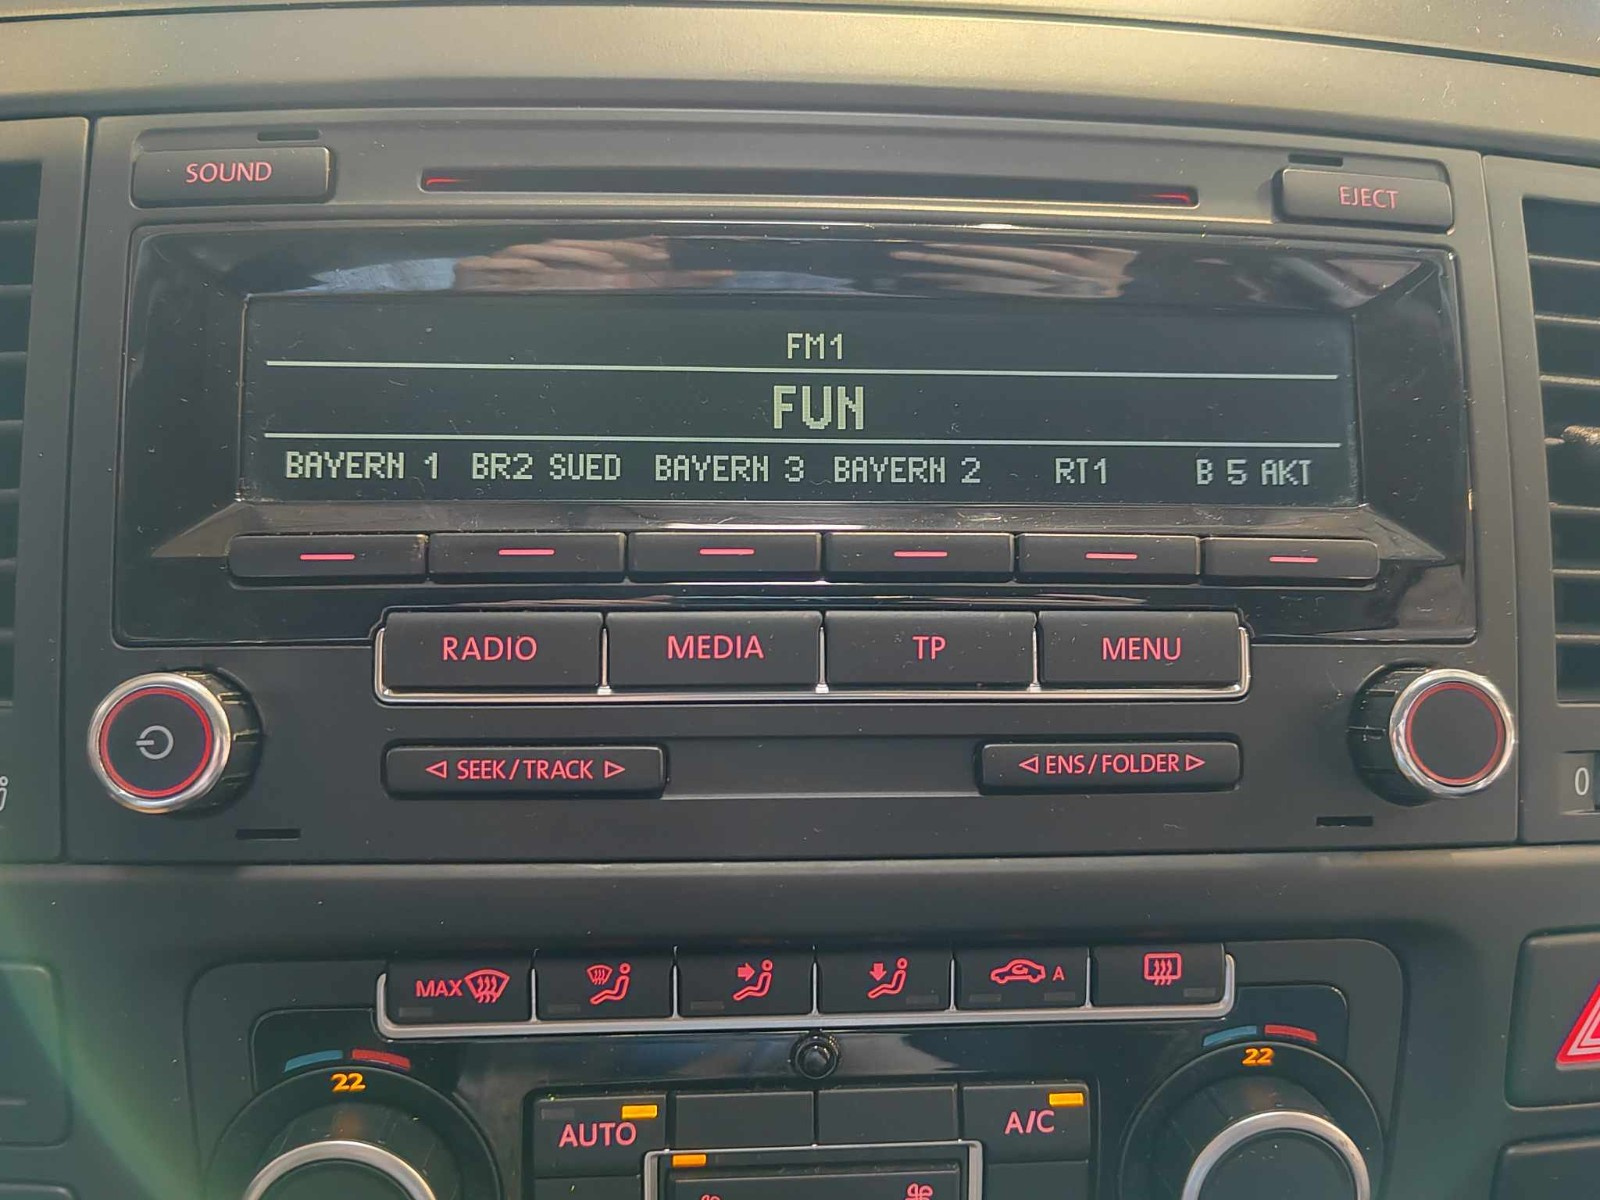 SOUND
EJECT
FM1
FUN
BAYERN 1 BR2 SUED BAYERN 3 BAYERN 2 RT1 B 5 AKT
RADIO MEDIA TP MENU
SEEK/TRACK
ENS/FOLDER
0
MAX
A
22
22
AUTO
A/C